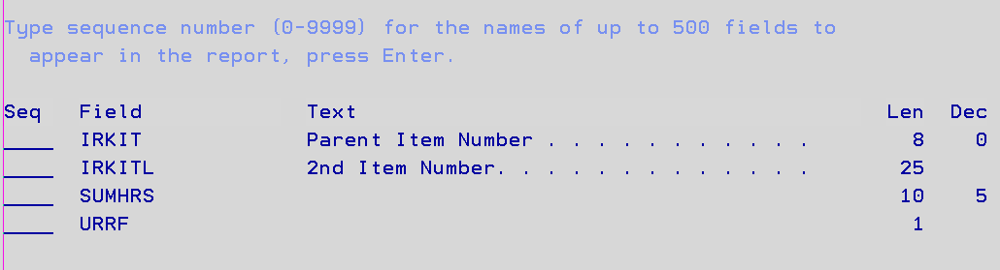 Type sequence number (0-9999) for the names of up to 500 fields to
appear in the report, press Enter.
Seq Field Text Len Dec
____ IRKIT Parent Item Number . . . . . . . . . . . 8 0
____ IRKITL 2nd Item Number. . . . . . . . . . . . . 25
____ SUMHRS 10 5
____ URRF 1